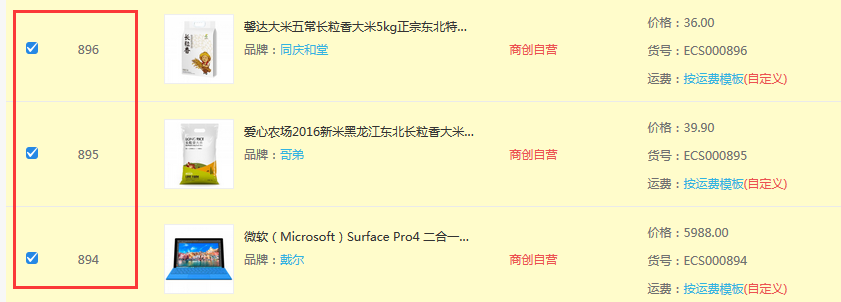 896
馨达大米五常长粒香大米5kg正宗东北特...
品牌：同庆和堂
商创自营
价格：36.00
货号：ECS000896
运费：按运费模板(自定义)
长粒香
895
爱心农场2016新米黑龙江东北长粒香大米...
品牌：哥弟
商创自营
价格：39.90
货号：ECS000895
运费：按运费模板(自定义)
894
微软（Microsoft）Surface Pro4 二合一...
品牌：戴尔
商创自营
价格：5988.00
货号：ECS000894
运费：按运费模板(自定义)